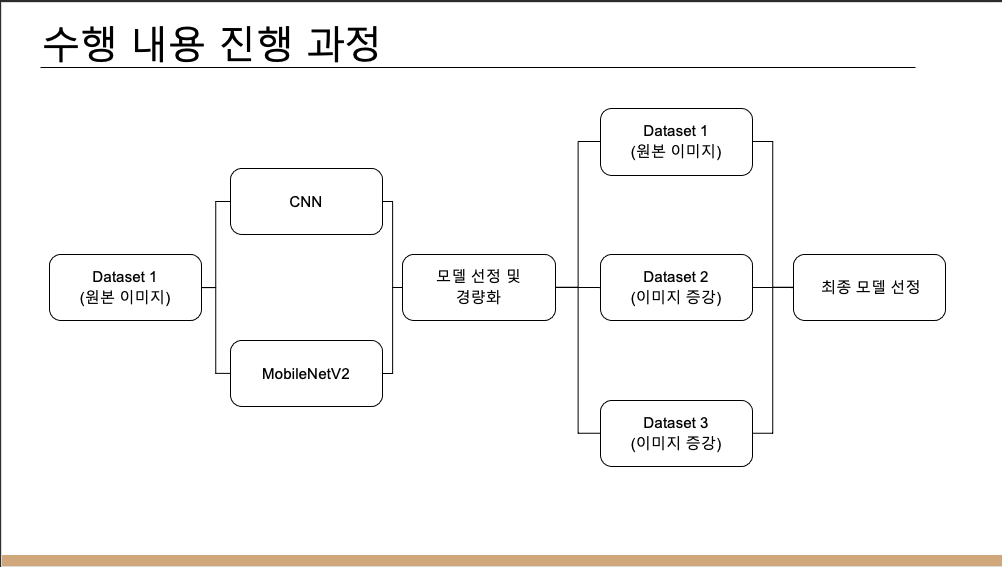 수행 내용 진행 과정
Dataset 1
(원본 이미지)
CNN
MobileNetV2
모델 선정 및
경량화
Dataset 1
(원본 이미지)
Dataset 2
(이미지 증강)
Dataset 3
(이미지 증강)
최종 모델 선정